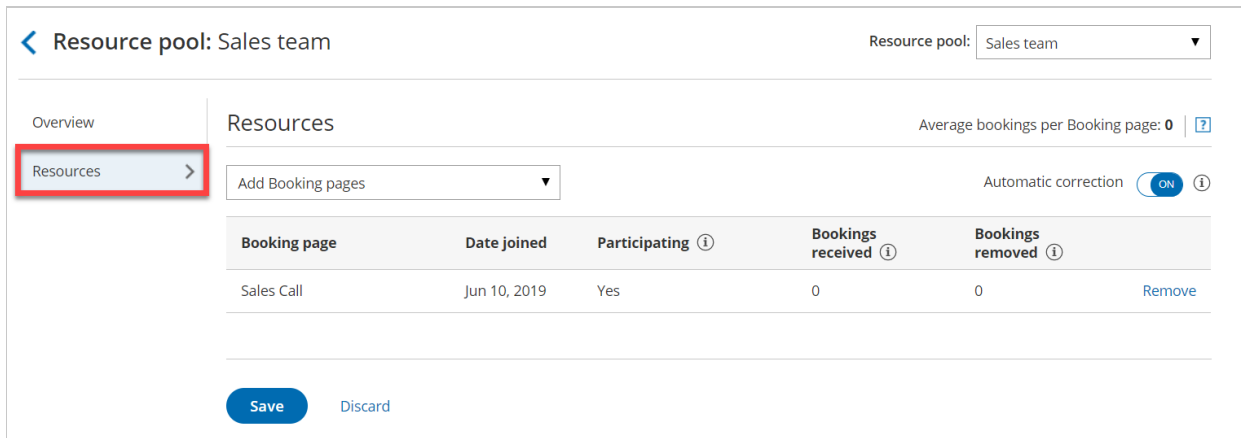 Resource pool: Sales team
Resource pool: Sales team
Overview
Resources
Resources
Average bookings per Booking page: 0 ?
Add Booking pages
Automatic correction ON i
Booking page Date joined Participating i Bookings received i Bookings removed i
Sales Call Jun 10, 2019 Yes 0 0 Remove
Save Discard